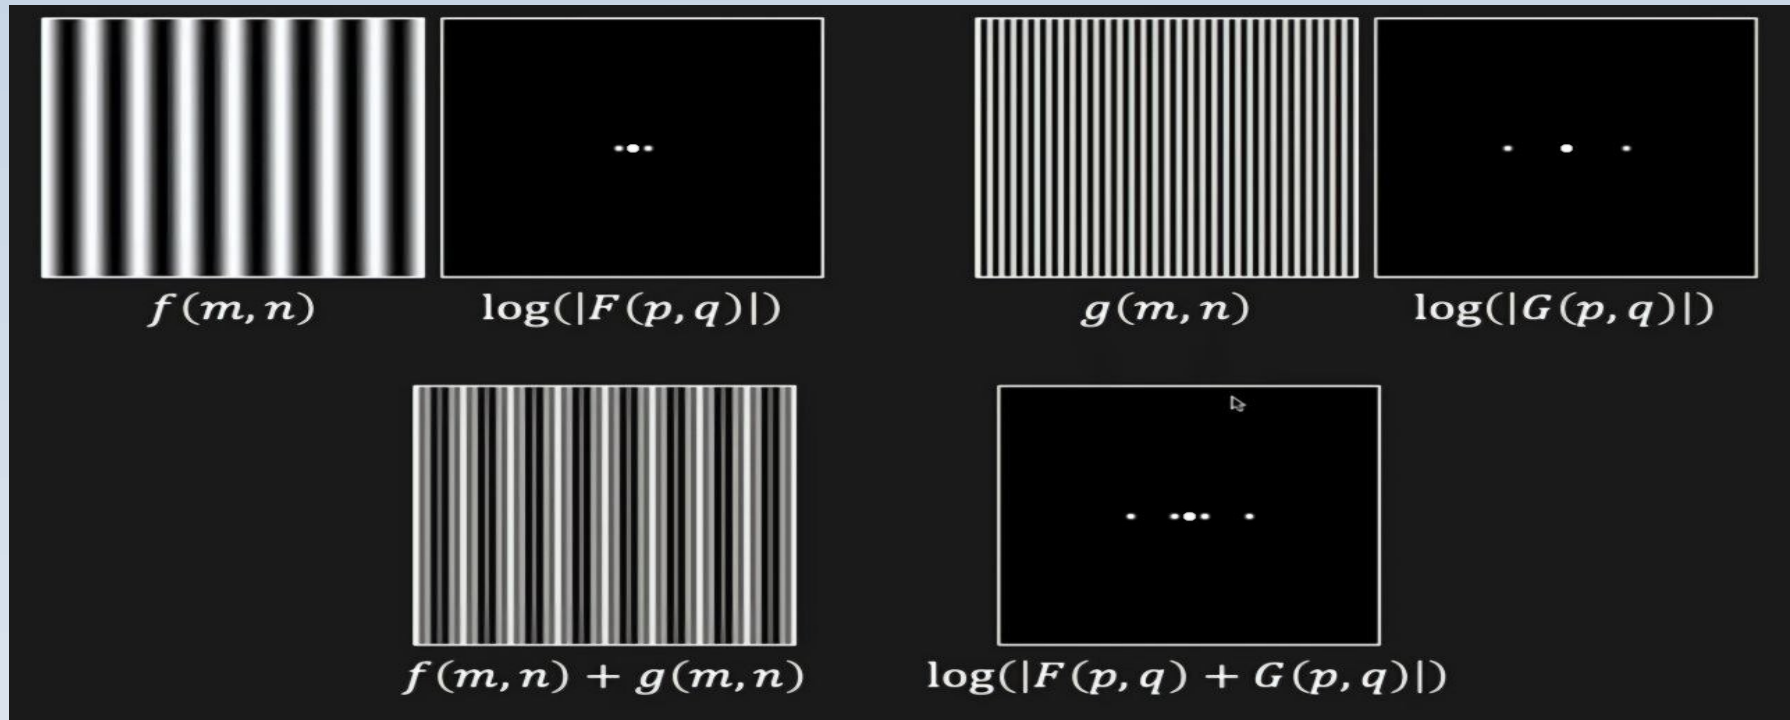 f(m, n)
log(|F(p, q)|)
g(m, n)
log(|G(p, q)|)
f(m, n) + g(m, n)
log(|F(p, q) + G(p, q)|)